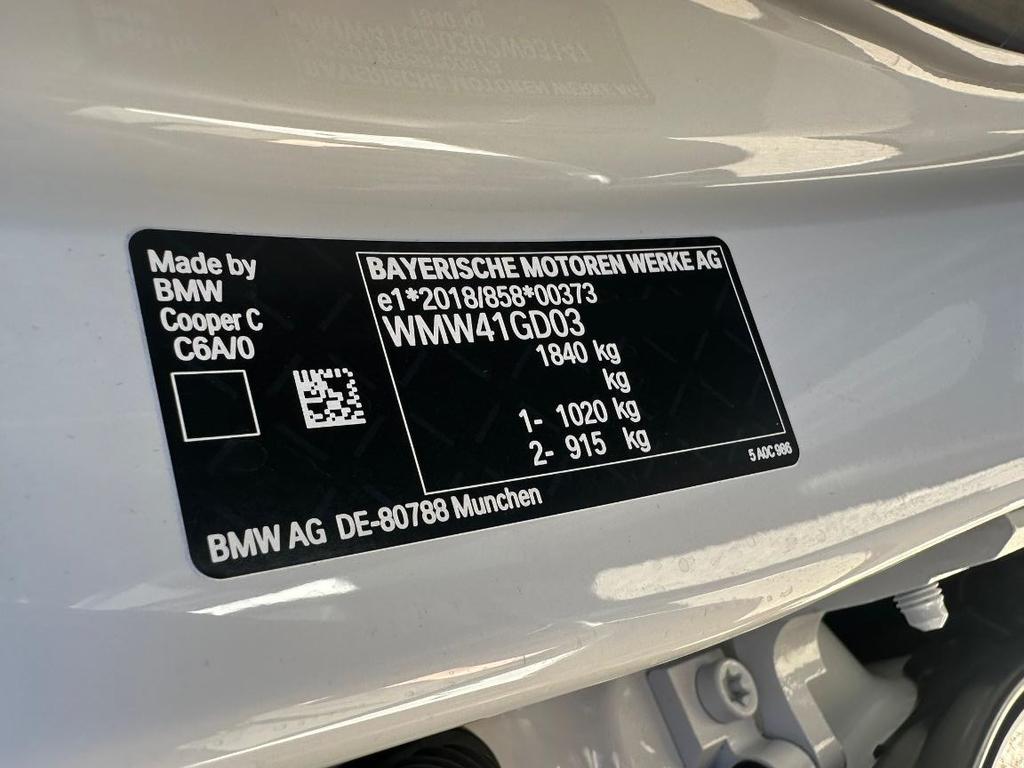 Made by
BMW
Cooper C
C6A/0
BAYERISCHE MOTOREN WERKE AG
e1*2018/858*00373
WMW41GD03
1840 kg
kg
1- 1020 kg
2- 915 kg
5 A0C 986
BMW AG DE-80788 Munchen